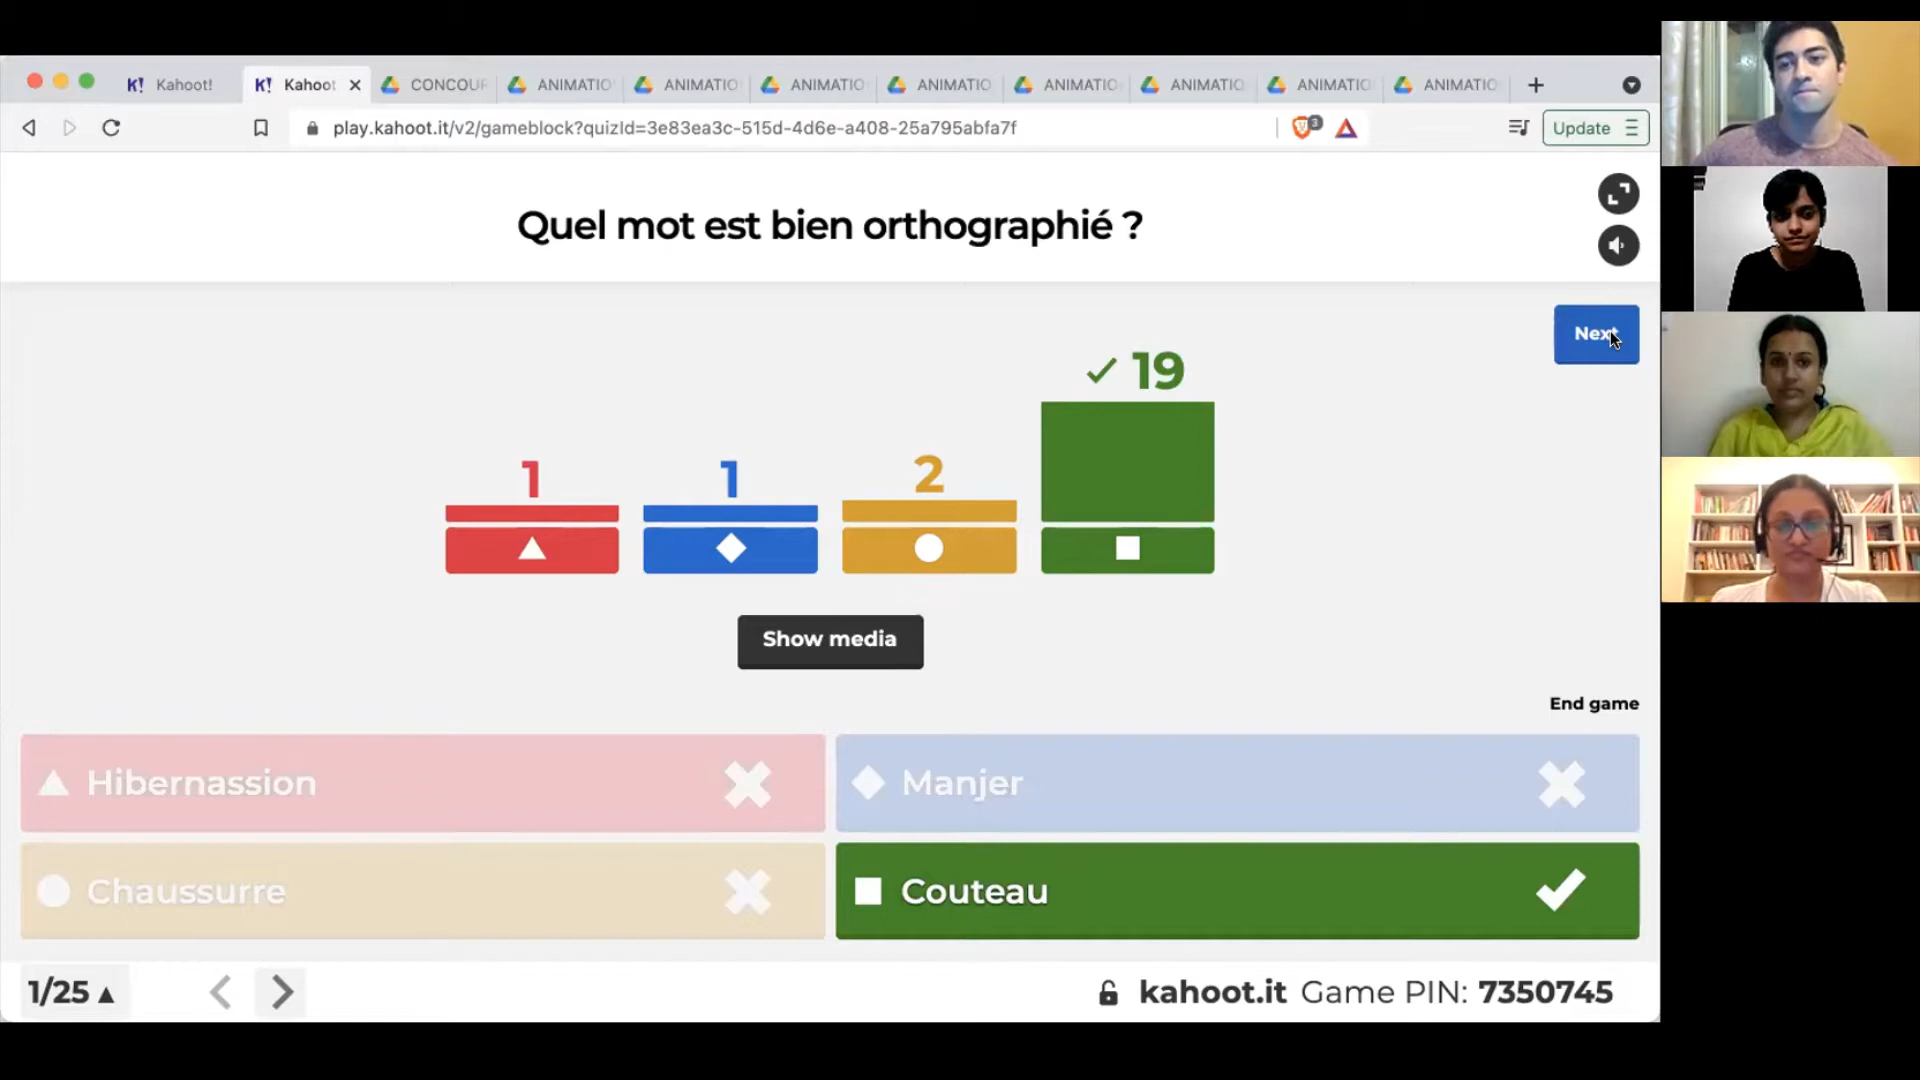 K! Kahoot!
K! Kahoot
CONCOUR
ANIMATIO
ANIMATIO
ANIMATIO
ANIMATIO
ANIMATIO
ANIMATIO
ANIMATIO
ANIMATIO
play.kahoot.it/v2/gameblock?quizId=3e83ea3c-515d-4d6e-a408-25a795abfa7f
3
Update
Quel mot est bien orthographié ?
Next
1
1
2
19
Show media
End game
Hibernassion
Manjer
Chaussurre
Couteau
1/25
kahoot.it Game PIN: 7350745